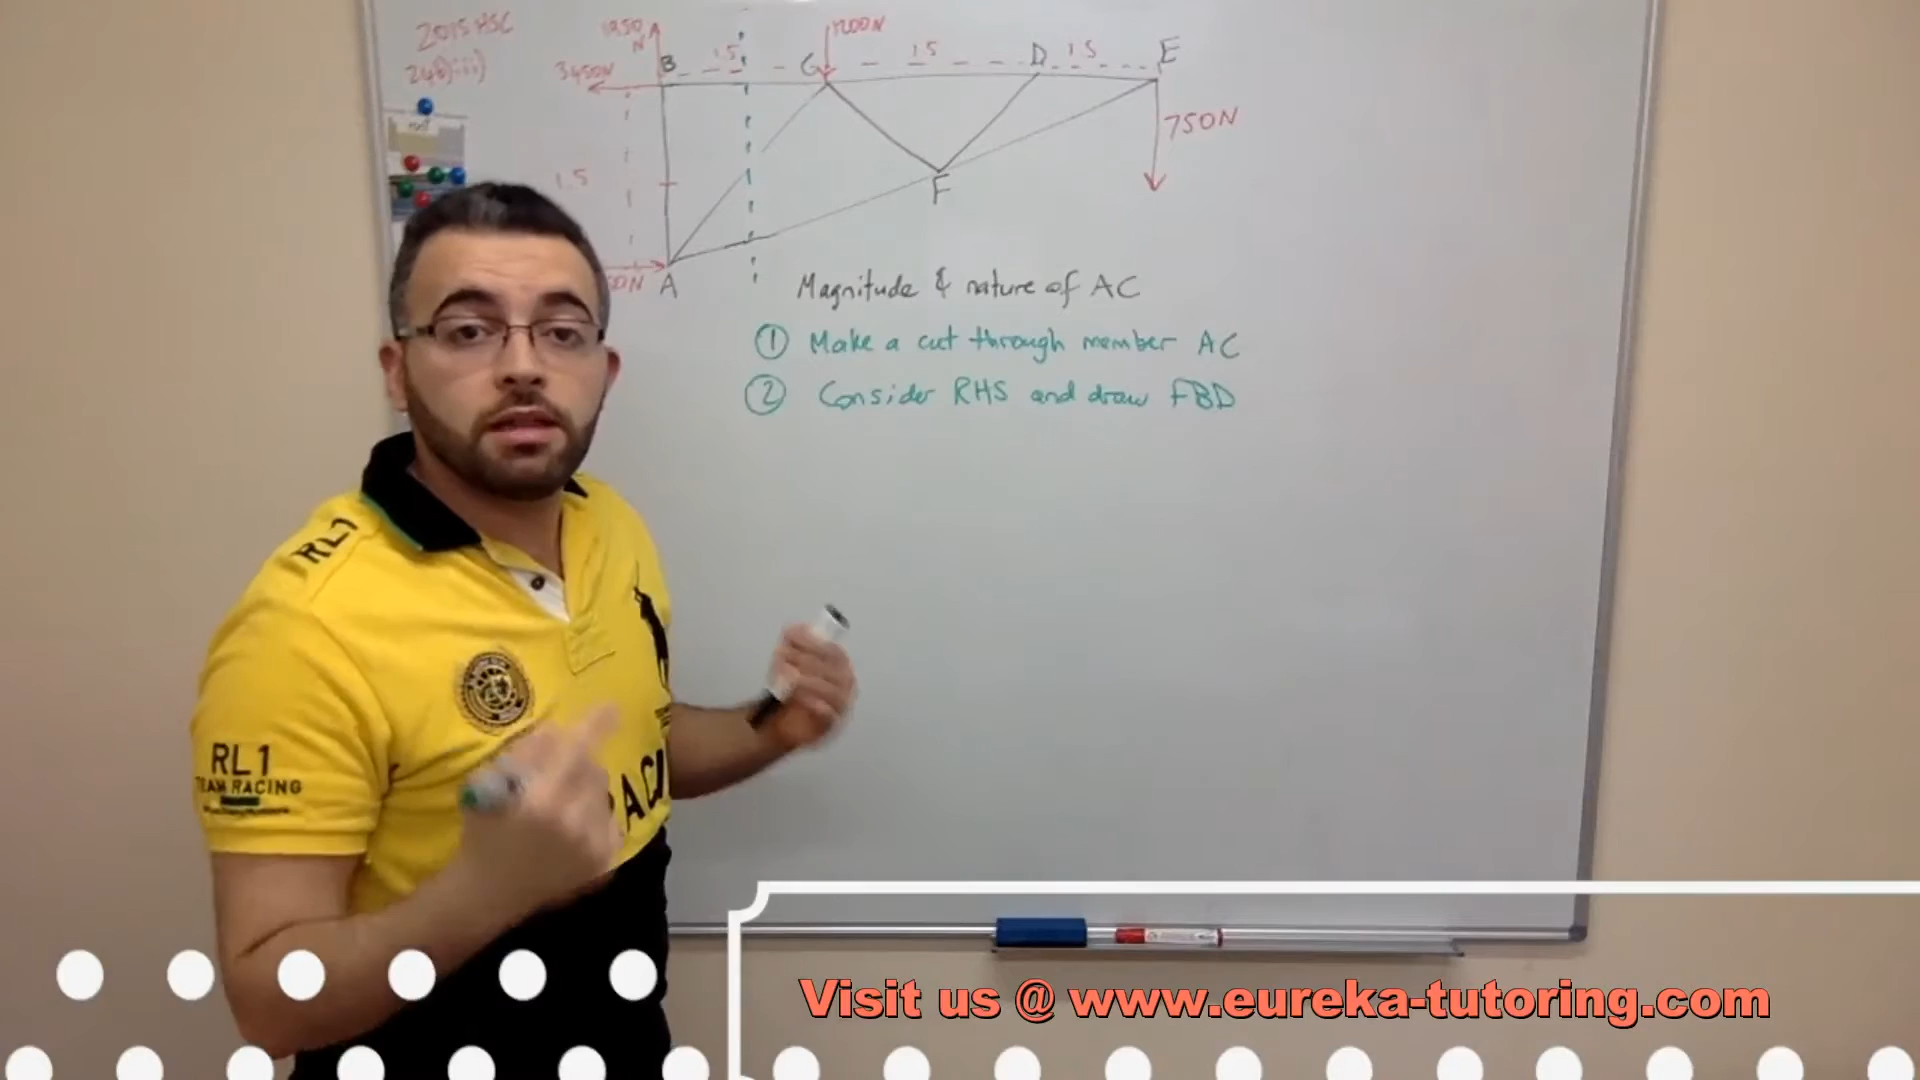 2015 HSC
24b)iii)
1950
N
1200N
3450N
B
1.5
C
1.5
D
1.5
E
750N
1.5
F
A
Magnitude & nature of AC
① Make a cut through member AC
② Consider RHS and draw FBD
RL1
RL1
TEAM RACING
Visit us @ www.eureka-tutoring.com